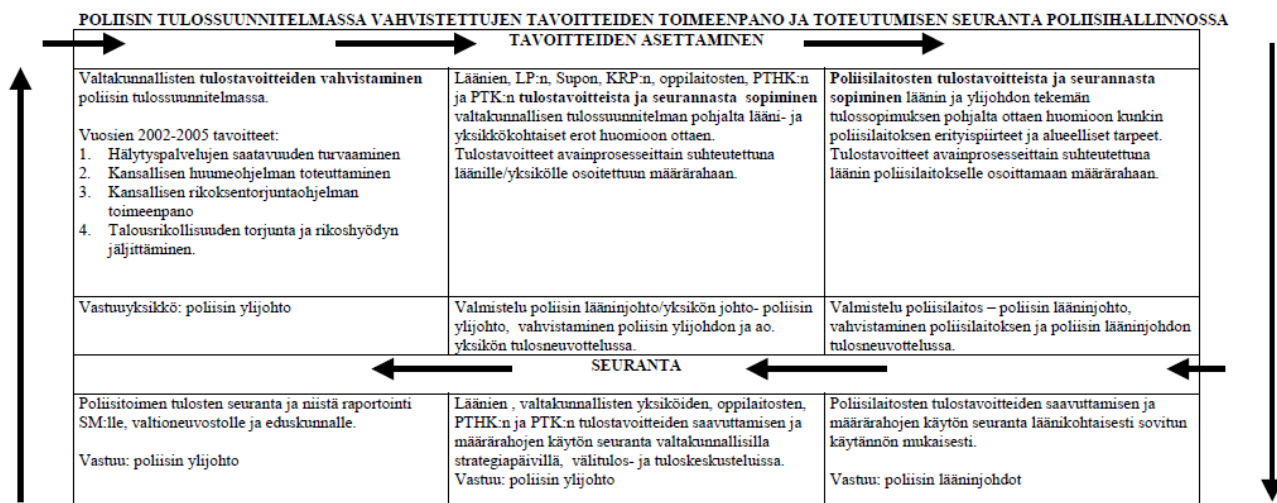 POLIISIN TULOSSUUNNITELMASSA VAHVISTETTUJEN TAVOITTEIDEN TOIMEENPANO JA TOTEUTUMISEN SEURANTA POLIISIHALLINNOSSA
TAVOITTEIDEN ASETTAMINEN
Valtakunnallisten tulostavoitteiden vahvistaminen
poliisin tulossuunnitelmassa.
Vuosien 2002-2005 tavoitteet:
1. Hälytyspalvelujen saatavuuden turvaaminen
2. Kansallisen huumeohjelman toteuttaminen
3. Kansallisen rikoksentorjuntaohjelman
toimeenpano
4. Talousrikollisuuden torjunta ja rikoshyödyn
jäljittäminen.
Läänien, LP:n, Supon, KRP:n, oppilaitosten, PTHK:n
ja PTK:n tulostavoitteista ja seurannasta sopiminen
valtakunnallisen tulossuunnitelman pohjalta lääni- ja
yksikkökohtaiset erot huomioon ottaen.
Tulostavoitteet avainprosesseittain suhteutettuna
läänille/yksikölle osoitettuun määrärahaan.
Poliisilaitosten tulostavoitteista ja seurannasta
sopiminen läänin ja ylijohdon tekemän
tulossopimuksen pohjalta ottaen huomioon kunkin
poliisilaitoksen erityispiirteet ja alueelliset tarpeet.
Tulostavoitteet avainprosesseittain suhteutettuna
läänin poliisilaitokselle osoittamaan määrärahaan.
Vastuuyksikkö: poliisin ylijohto
Valmistelu poliisin lääninjohto/yksikön johto- poliisin
ylijohto, vahvistaminen poliisin ylijohdon ja ao.
yksikön tulosneuvottelussa.
Valmistelu poliisilaitos – poliisin lääninjohto,
vahvistaminen poliisilaitoksen ja poliisin lääninjohdon
tulosneuvottelussa.
SEURANTA
Poliisitoimen tulosten seuranta ja niistä raportointi
SM:lle, valtioneuvostolle ja eduskunnalle.
Vastuu: poliisin ylijohto
Läänien , valtakunnallisten yksiköiden, oppilaitosten,
PTHK:n ja PTK:n tulostavoitteiden saavuttamisen ja
määrärahojen käytön seuranta valtakunnallisilla
strategiapäivillä, välitulos- ja tuloskeskusteluissa.
Vastuu: poliisin ylijohto
Poliisilaitosten tulostavoitteiden saavuttamisen ja
määrärahojen käytön seuranta läänikohtaisesti sovitun
käytännön mukaisesti.
Vastuu: poliisin lääninjohdot